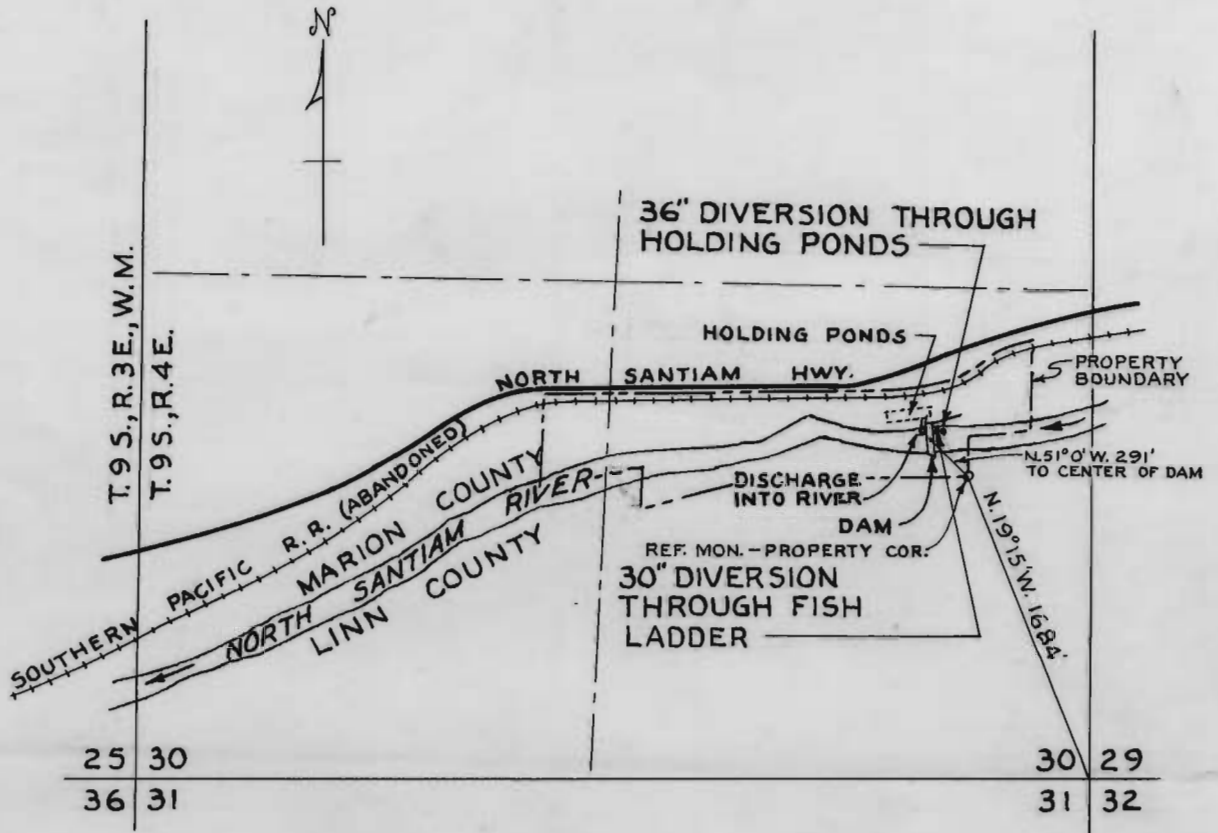 N
T. 9 S., R. 3 E., W. M.
T. 9 S., R. 4 E.
36" DIVERSION THROUGH
HOLDING PONDS
HOLDING PONDS
NORTH SANTIAM HWY.
PROPERTY
BOUNDARY
SOUTHERN PACIFIC R. R. (ABANDONED)
MARION COUNTY
NORTH SANTIAM RIVER
LINN COUNTY
N.51°0' W. 291'
TO CENTER OF DAM
DISCHARGE
INTO RIVER
DAM
REF. MON. - PROPERTY COR.
30" DIVERSION
THROUGH FISH
LADDER
N. 19°15' W. 1684'
25 30
36 31
30 29
31 32